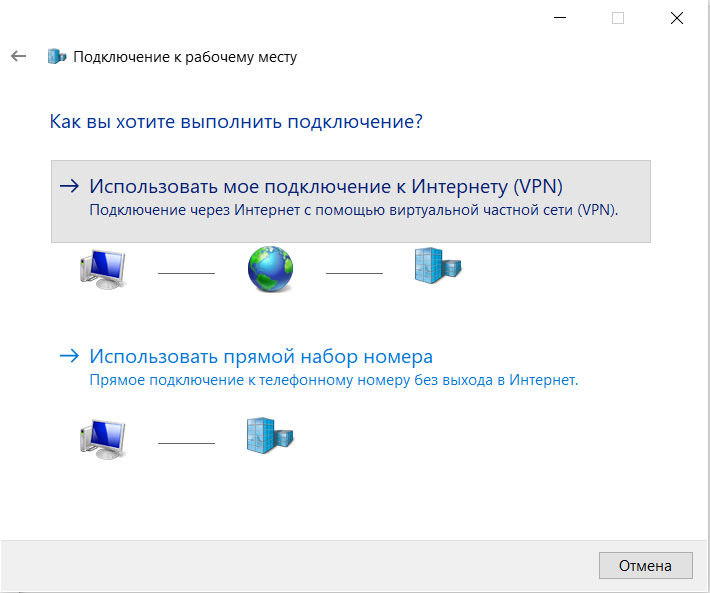 Подключение к рабочему месту
Как вы хотите выполнить подключение?
Использовать мое подключение к Интернету (VPN)
Подключение через Интернет с помощью виртуальной частной сети (VPN).
Использовать прямой набор номера
Прямое подключение к телефонному номеру без выхода в Интернет.
Отмена